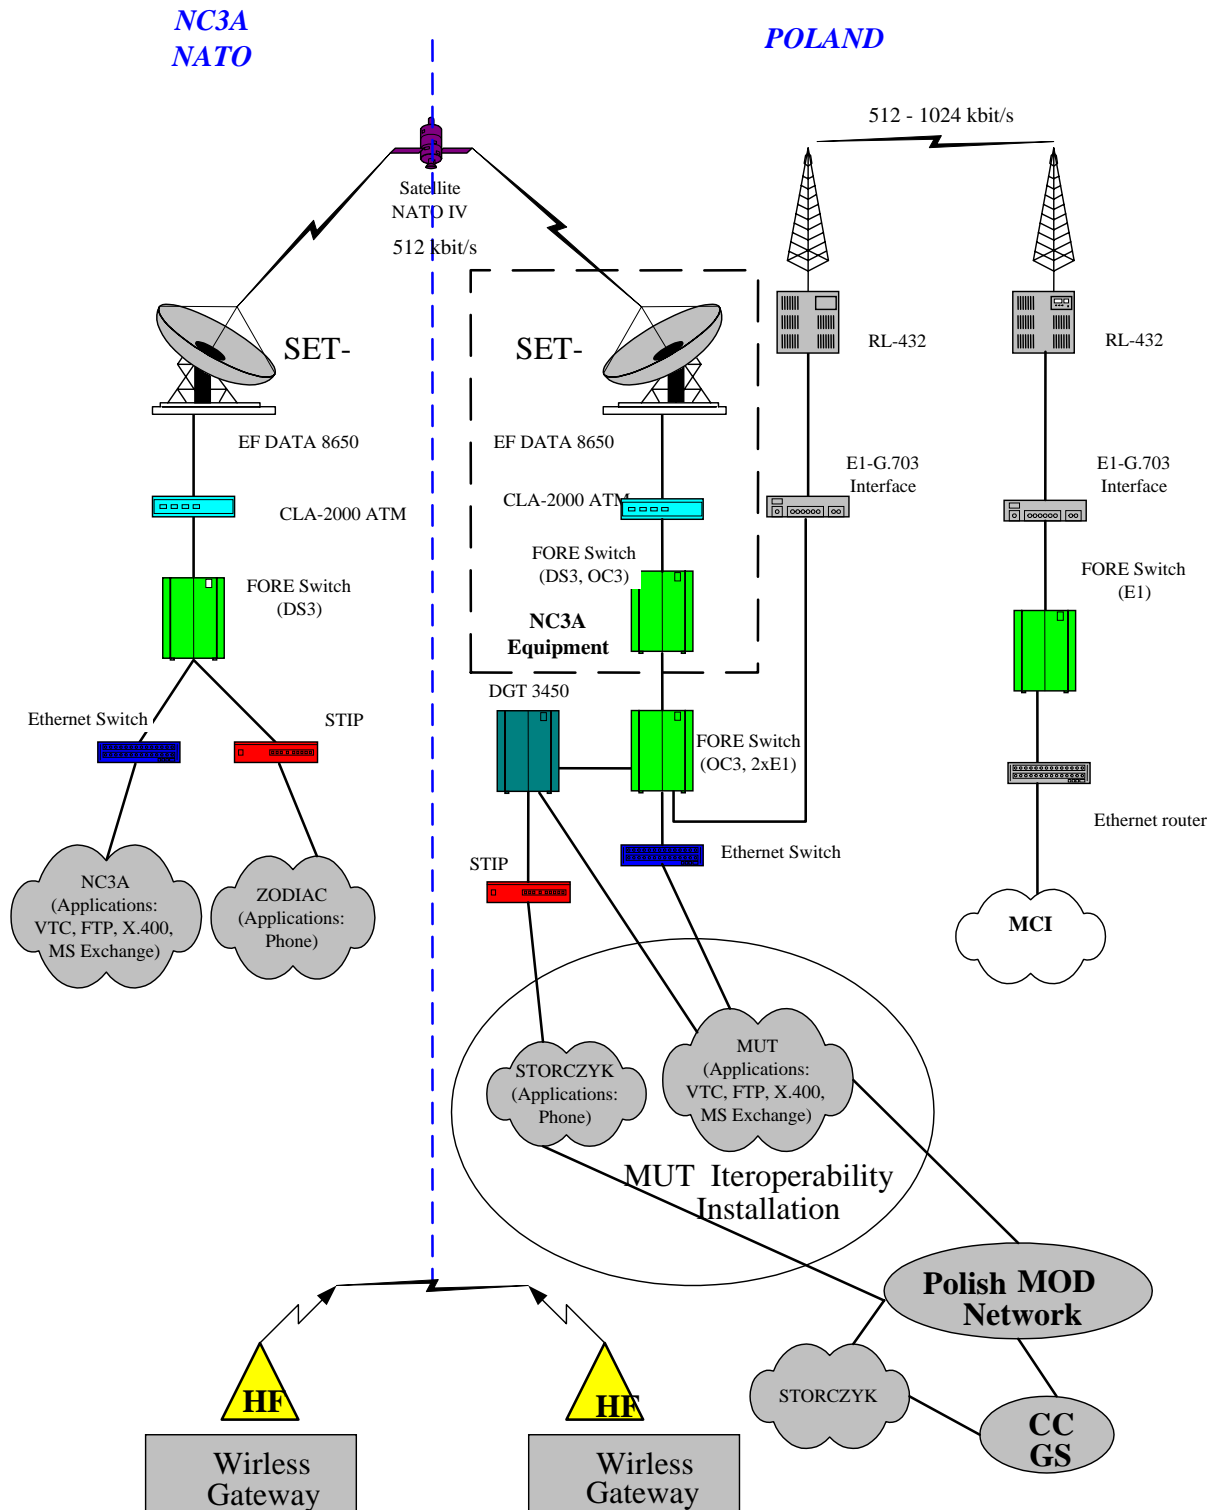 NC3A
NATO
POLAND
512 - 1024 kbit/s
Satellite
NATO IV
512 kbit/s
SET-
SET-
RL-432
RL-432
EF DATA 8650
EF DATA 8650
E1-G.703
Interface
E1-G.703
Interface
CLA-2000 ATM
CLA-2000 ATM
FORE Switch
(DS3)
FORE Switch
(DS3, OC3)
FORE Switch
(E1)
NC3A
Equipment
DGT 3450
Ethernet Switch
STIP
FORE Switch
(OC3, 2xE1)
Ethernet router
Ethernet Switch
STIP
NC3A
(Applications:
VTC, FTP, X.400,
MS Exchange)
ZODIAC
(Applications:
Phone)
MCI
STORCZYK
(Applications:
Phone)
MUT
(Applications:
VTC, FTP, X.400,
MS Exchange)
MUT Iteroperability
Installation
Polish MOD
Network
HF
HF
STORCZYK
CC
GS
Wirless
Gateway
Wirless
Gateway